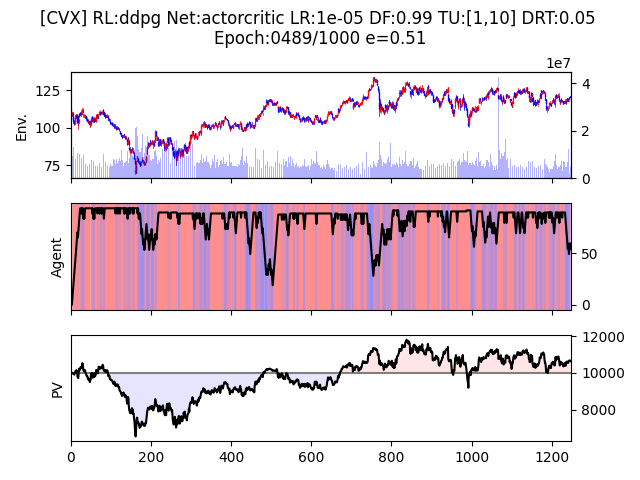 [CVX] RL:ddpg Net:actorcritic LR:1e-05 DF:0.99 TU:[1,10] DRT:0.05
Epoch:0489/1000 e=0.51
1e7
125
100
75
Env.
4
2
0
Agent
50
0
PV
12000
10000
8000
0 200 400 600 800 1000 1200